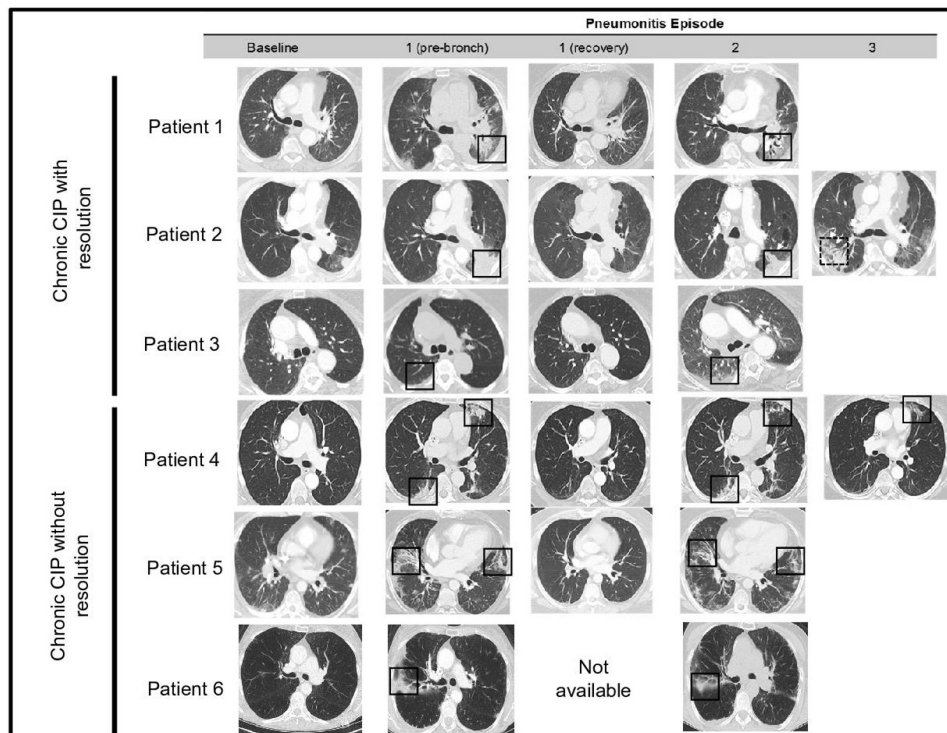 Pneumonitis Episode
Baseline 1 (pre-bronch) 1 (recovery) 2 3
Chronic CIP with
resolution
Patient 1
Patient 2
Patient 3
Chronic CIP without
resolution
Patient 4
Patient 5
Patient 6
Not
available